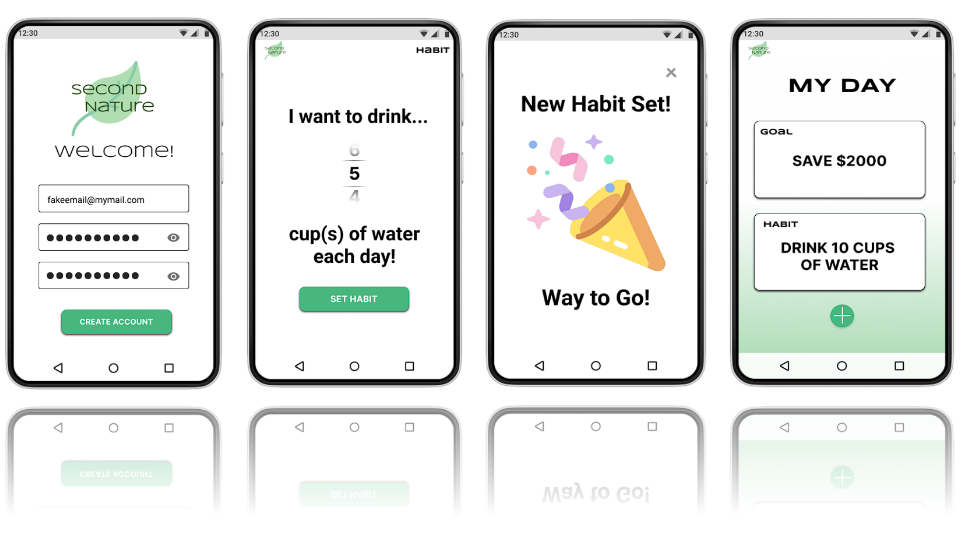 12:30
SECOND
NATURE
WELCOME!
fakeemail@mymail.com
CREATE ACCOUNT
12:30
SECOND
NATURE
HABIT
I want to drink...
6
5
4
cup(s) of water
each day!
SET HABIT
12:30
New Habit Set!
Way to Go!
12:30
SECOND
NATURE
MY DAY
GOAL
SAVE $2000
HABIT
DRINK 10 CUPS
OF WATER
CREATE ACCOUNT
SET HABIT
Way to Go!